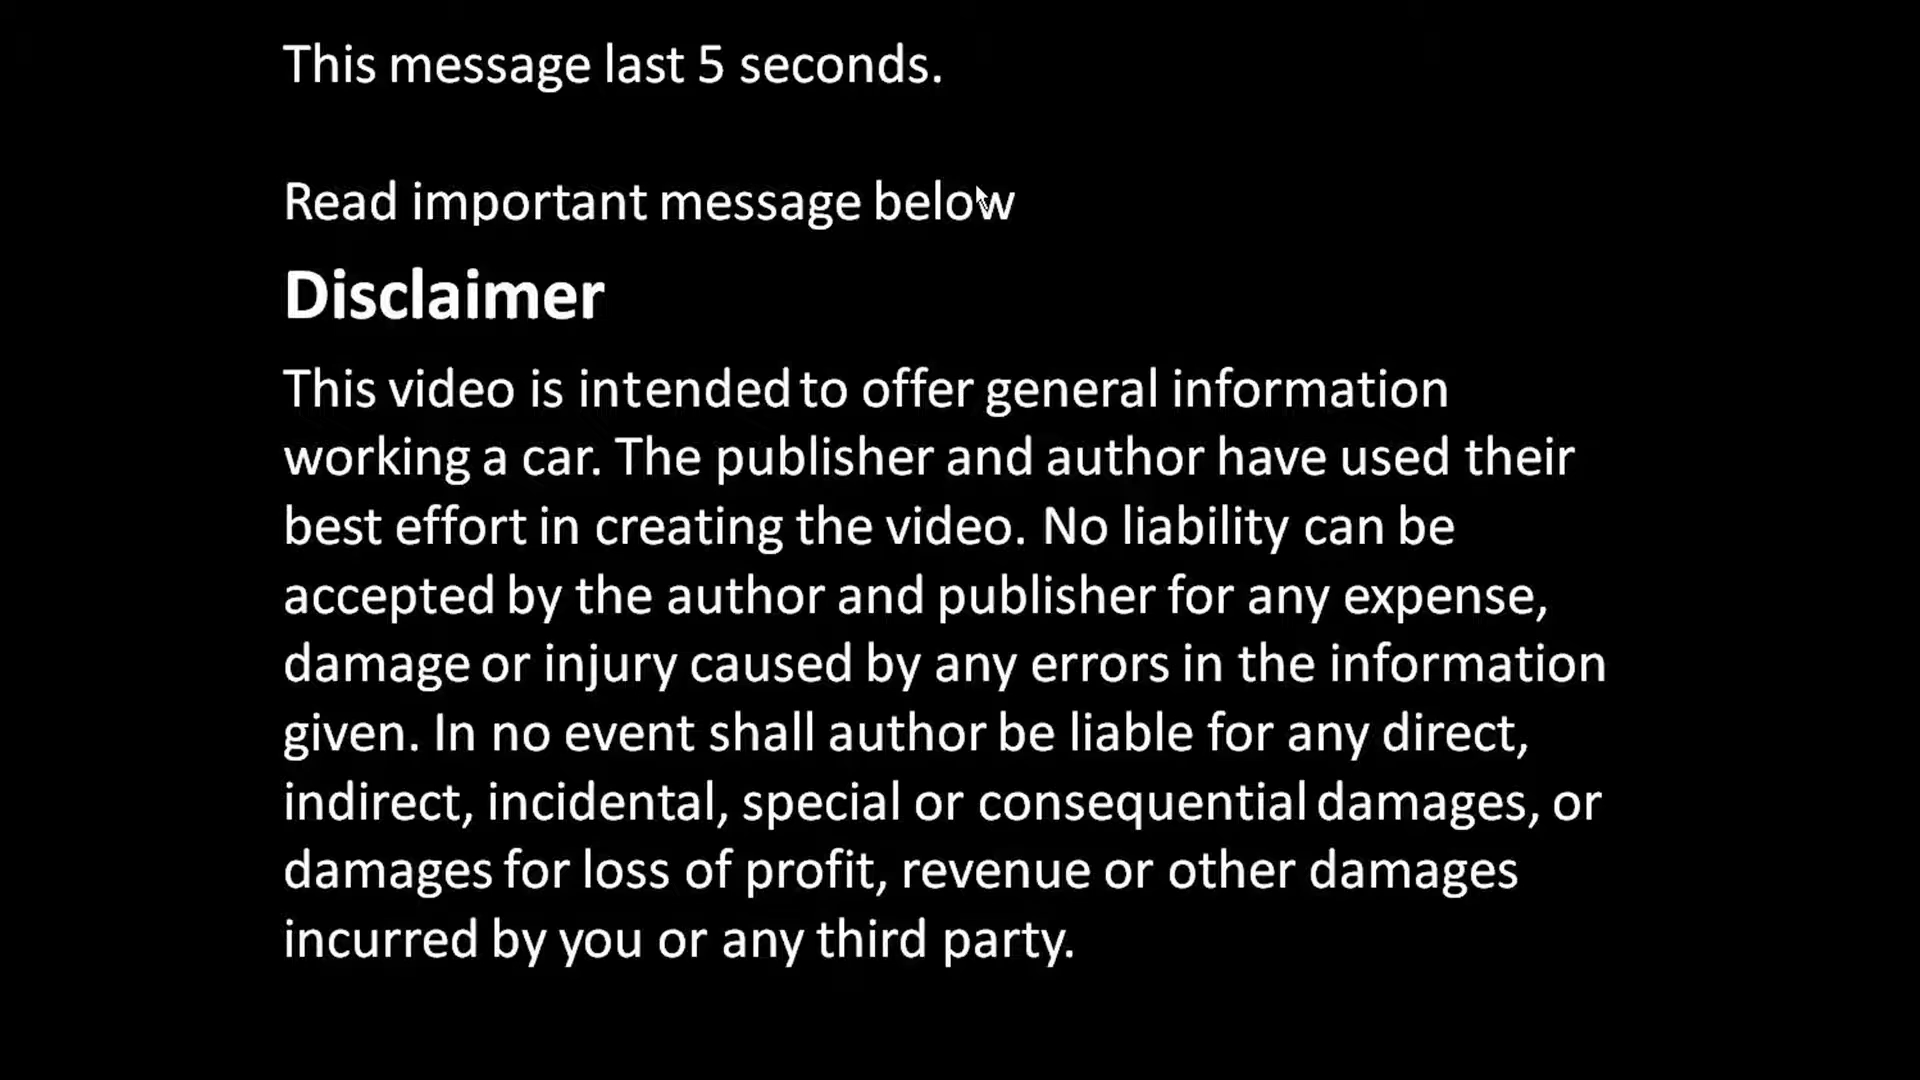 This message last 5 seconds.
Read important message below
Disclaimer
This video is intended to offer general information
working a car. The publisher and author have used their
best effort in creating the video. No liability can be
accepted by the author and publisher for any expense,
damage or injury caused by any errors in the information
given. In no event shall author be liable for any direct,
indirect, incidental, special or consequential damages, or
damages for loss of profit, revenue or other damages
incurred by you or any third party.